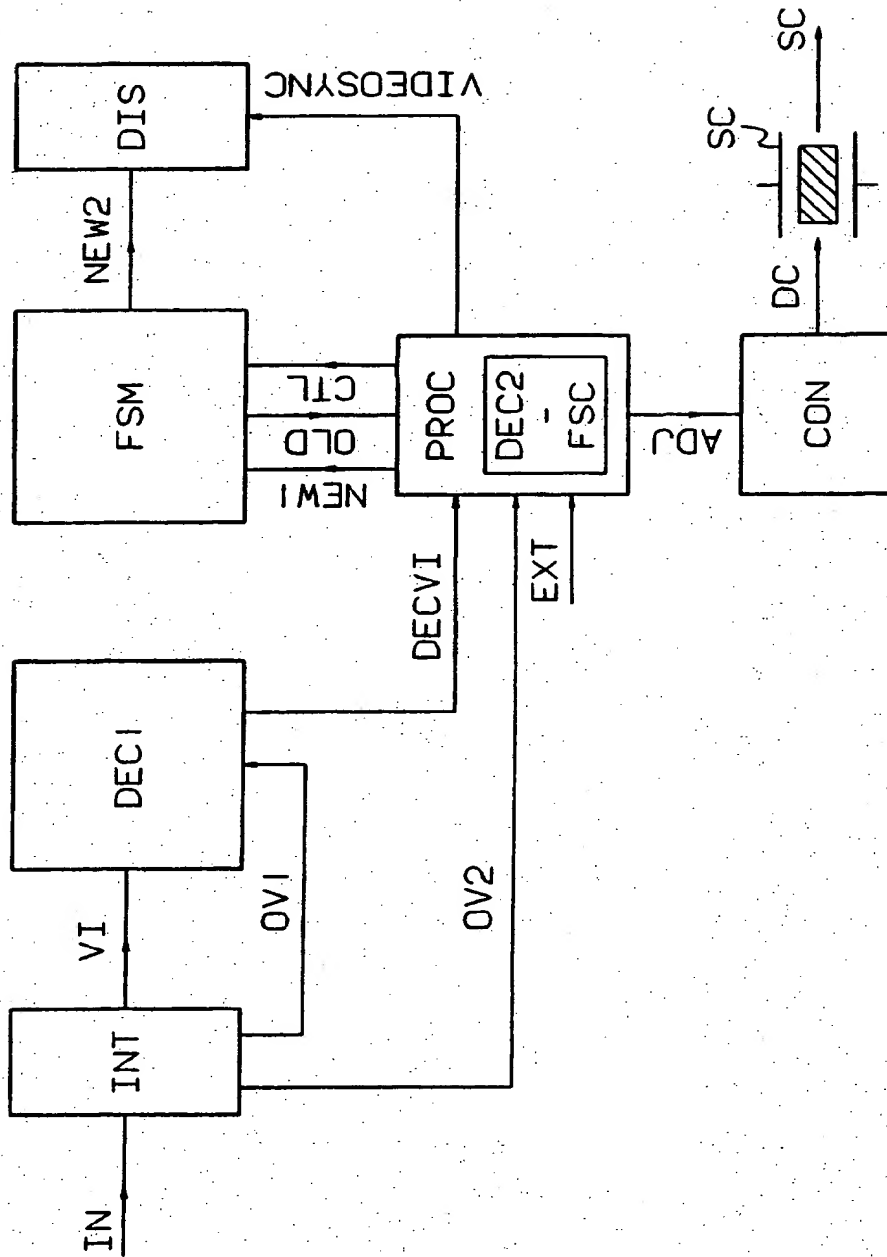 IN
INT
VI
OV1
OV2
DEC1
DECVI
EXT
FSM
NEW1
OLD
CTL
NEW2
DIS
VIDEOSYNC
PROC
DEC2
-
FSC
ADJ
CON
DC
SC
SC